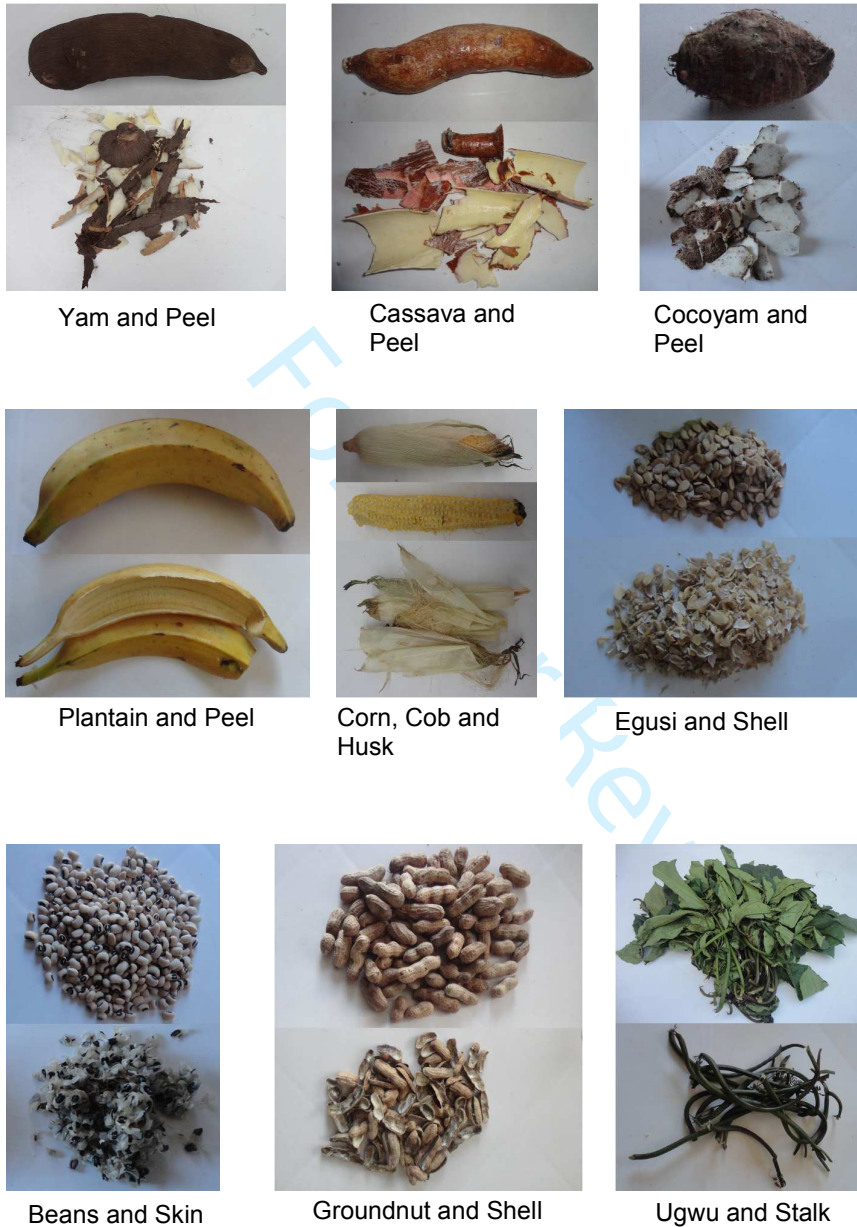 Yam and Peel
Cassava and
Peel
Cocoyam and
Peel
Plantain and Peel
Corn, Cob and
Husk
Egusi and Shell
Beans and Skin
Groundnut and Shell
Ugwu and Stalk